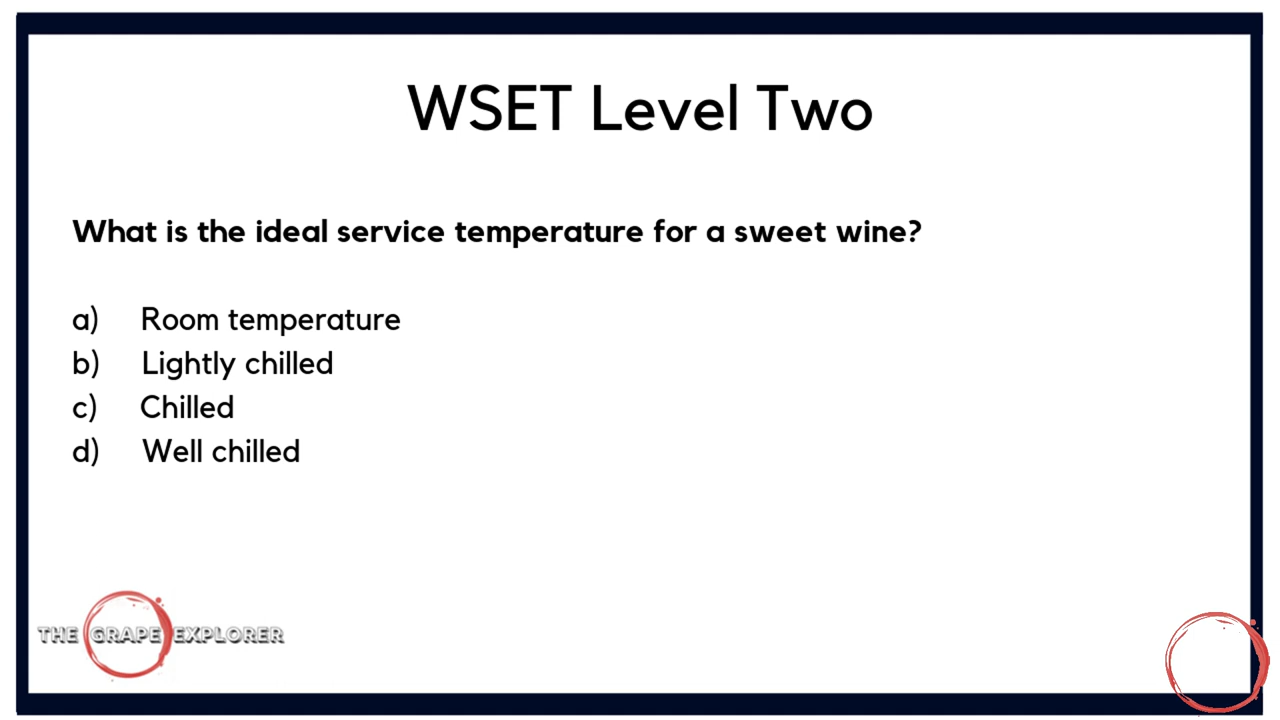 WSET Level Two
What is the ideal service temperature for a sweet wine?
a) Room temperature
b) Lightly chilled
c) Chilled
d) Well chilled
THE GRAPE EXPLORER